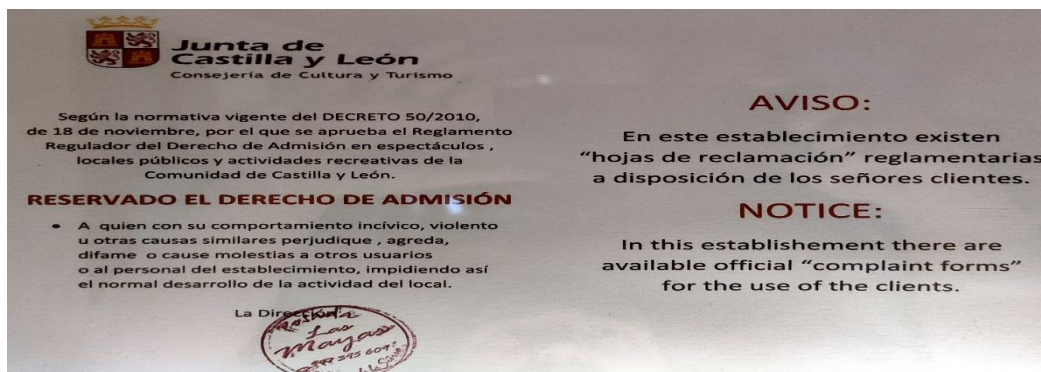 Junta de
Castilla y León
Consejería de Cultura y Turismo
Según la normativa vigente del DECRETO 50/2010,
de 18 de noviembre, por el que se aprueba el Reglamento
Regulador del Derecho de Admisión en espectáculos ,
locales públicos y actividades recreativas de la
Comunidad de Castilla y León.
RESERVADO EL DERECHO DE ADMISIÓN
• A quien con su comportamiento incívico, violento
u otras causas similares perjudique , agreda,
difame o cause molestias a otros usuarios
o al personal del establecimiento, impidiendo así
el normal desarrollo de la actividad del local.
La Dirección
Posada
Las
Mayas
AVISO:
En este establecimiento existen
“hojas de reclamación” reglamentarias
a disposición de los señores clientes.
NOTICE:
In this establishement there are
available official “complaint forms”
for the use of the clients.